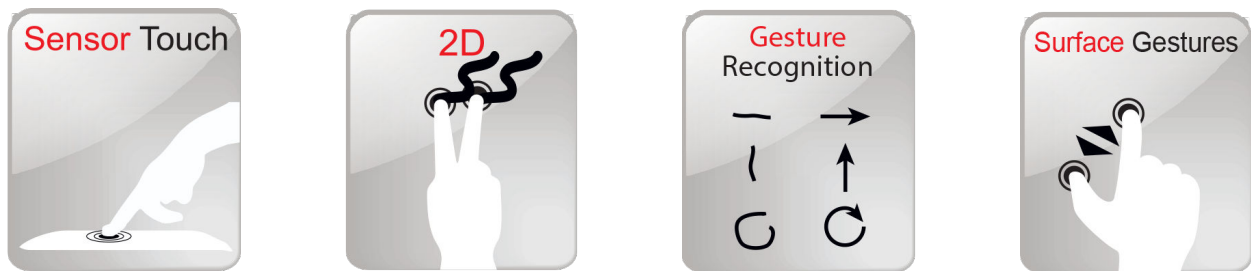 Sensor Touch
2D
Gesture
Recognition
Surface Gestures